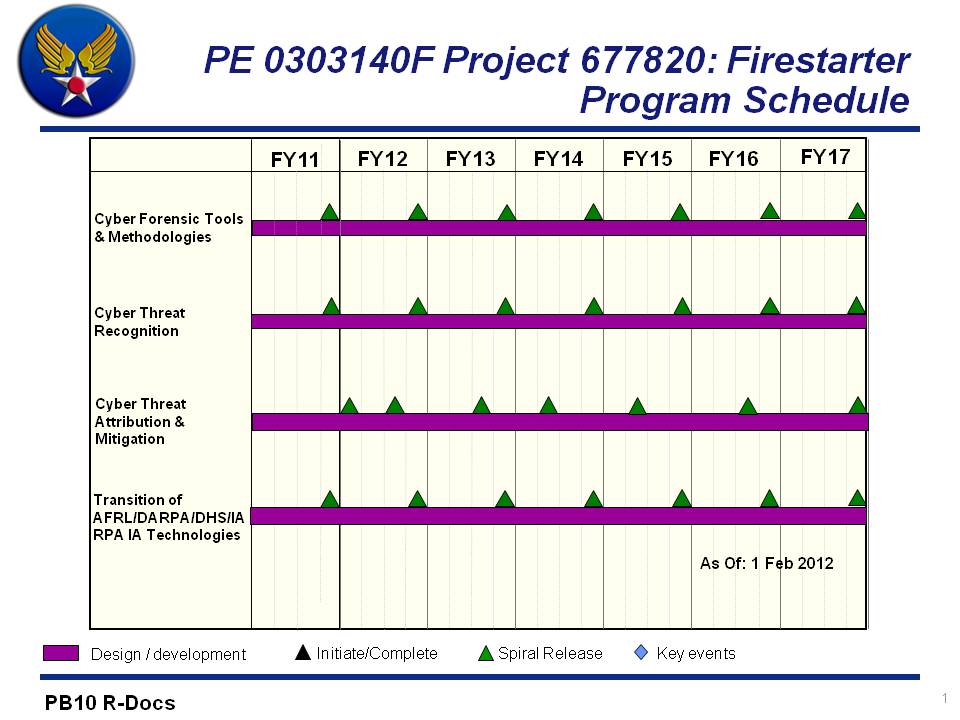 PE 0303140F Project 677820: Firestarter
Program Schedule
FY11 FY12 FY13 FY14 FY15 FY16 FY17
Cyber Forensic Tools
& Methodologies
Cyber Threat
Recognition
Cyber Threat
Attribution &
Mitigation
Transition of
AFRL/DARPA/DHS/IA
RPA IA Technologies
As Of: 1 Feb 2012
Design / development Initiate/Complete Spiral Release Key events
PB10 R-Docs
1